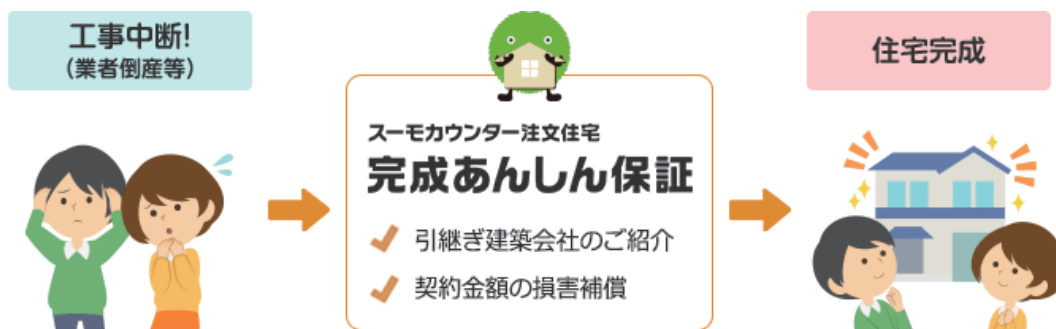 工事中断!
(業者倒産等)
スーモカウンター注文住宅
完成あんしん保証
引継ぎ建築会社のご紹介
契約金額の損害補償
住宅完成